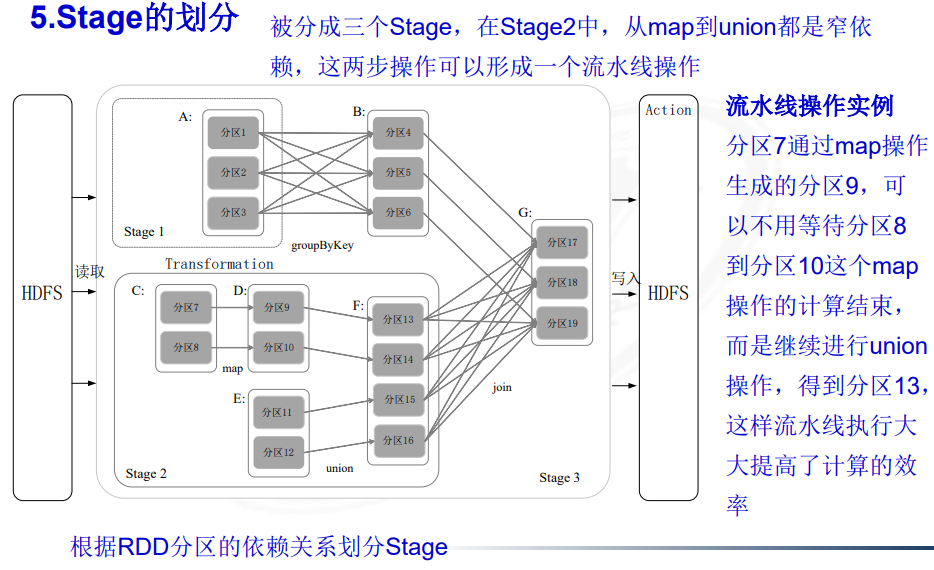 5.Stage的划分
被分成三个Stage，在Stage2中，从map到union都是窄依
赖，这两步操作可以形成一个流水线操作
HDFS
读取
Stage 1
A:
分区1
分区2
分区3
groupByKey
B:
分区4
分区5
分区6
Transformation
C:
分区7
分区8
map
D:
分区9
分区10
E:
分区11
分区12
union
F:
分区13
分区14
分区15
分区16
Stage 2
join
G:
分区17
分区18
分区19
Stage 3
写入
Action
HDFS
流水线操作实例
分区7通过map操作
生成的分区9，可
以不用等待分区8
到分区10这个map
操作的计算结束，
而是继续进行union
操作，得到分区13，
这样流水线执行大
大提高了计算的效
率
根据RDD分区的依赖关系划分Stage